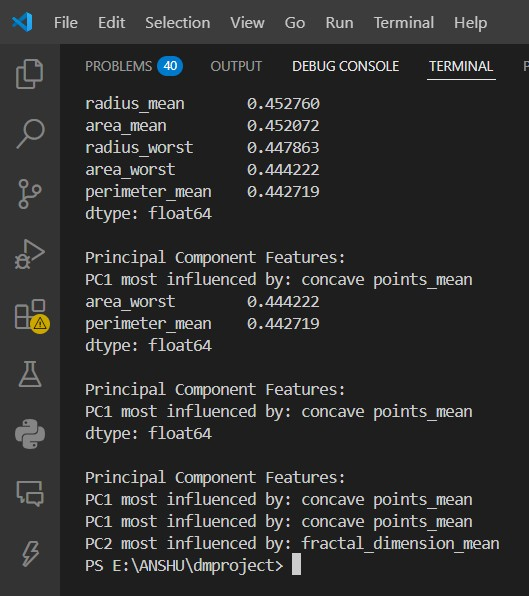 File Edit Selection View Go Run Terminal Help
PROBLEMS 40 OUTPUT DEBUG CONSOLE TERMINAL P
radius_mean 0.452760
area_mean 0.452072
radius_worst 0.447863
area_worst 0.444222
perimeter_mean 0.442719
dtype: float64
Principal Component Features:
PC1 most influenced by: concave points_mean
area_worst 0.444222
perimeter_mean 0.442719
dtype: float64
Principal Component Features:
PC1 most influenced by: concave points_mean
dtype: float64
Principal Component Features:
PC1 most influenced by: concave points_mean
PC1 most influenced by: concave points_mean
PC2 most influenced by: fractal_dimension_mean
PS E:\ANSHU\dmproject>